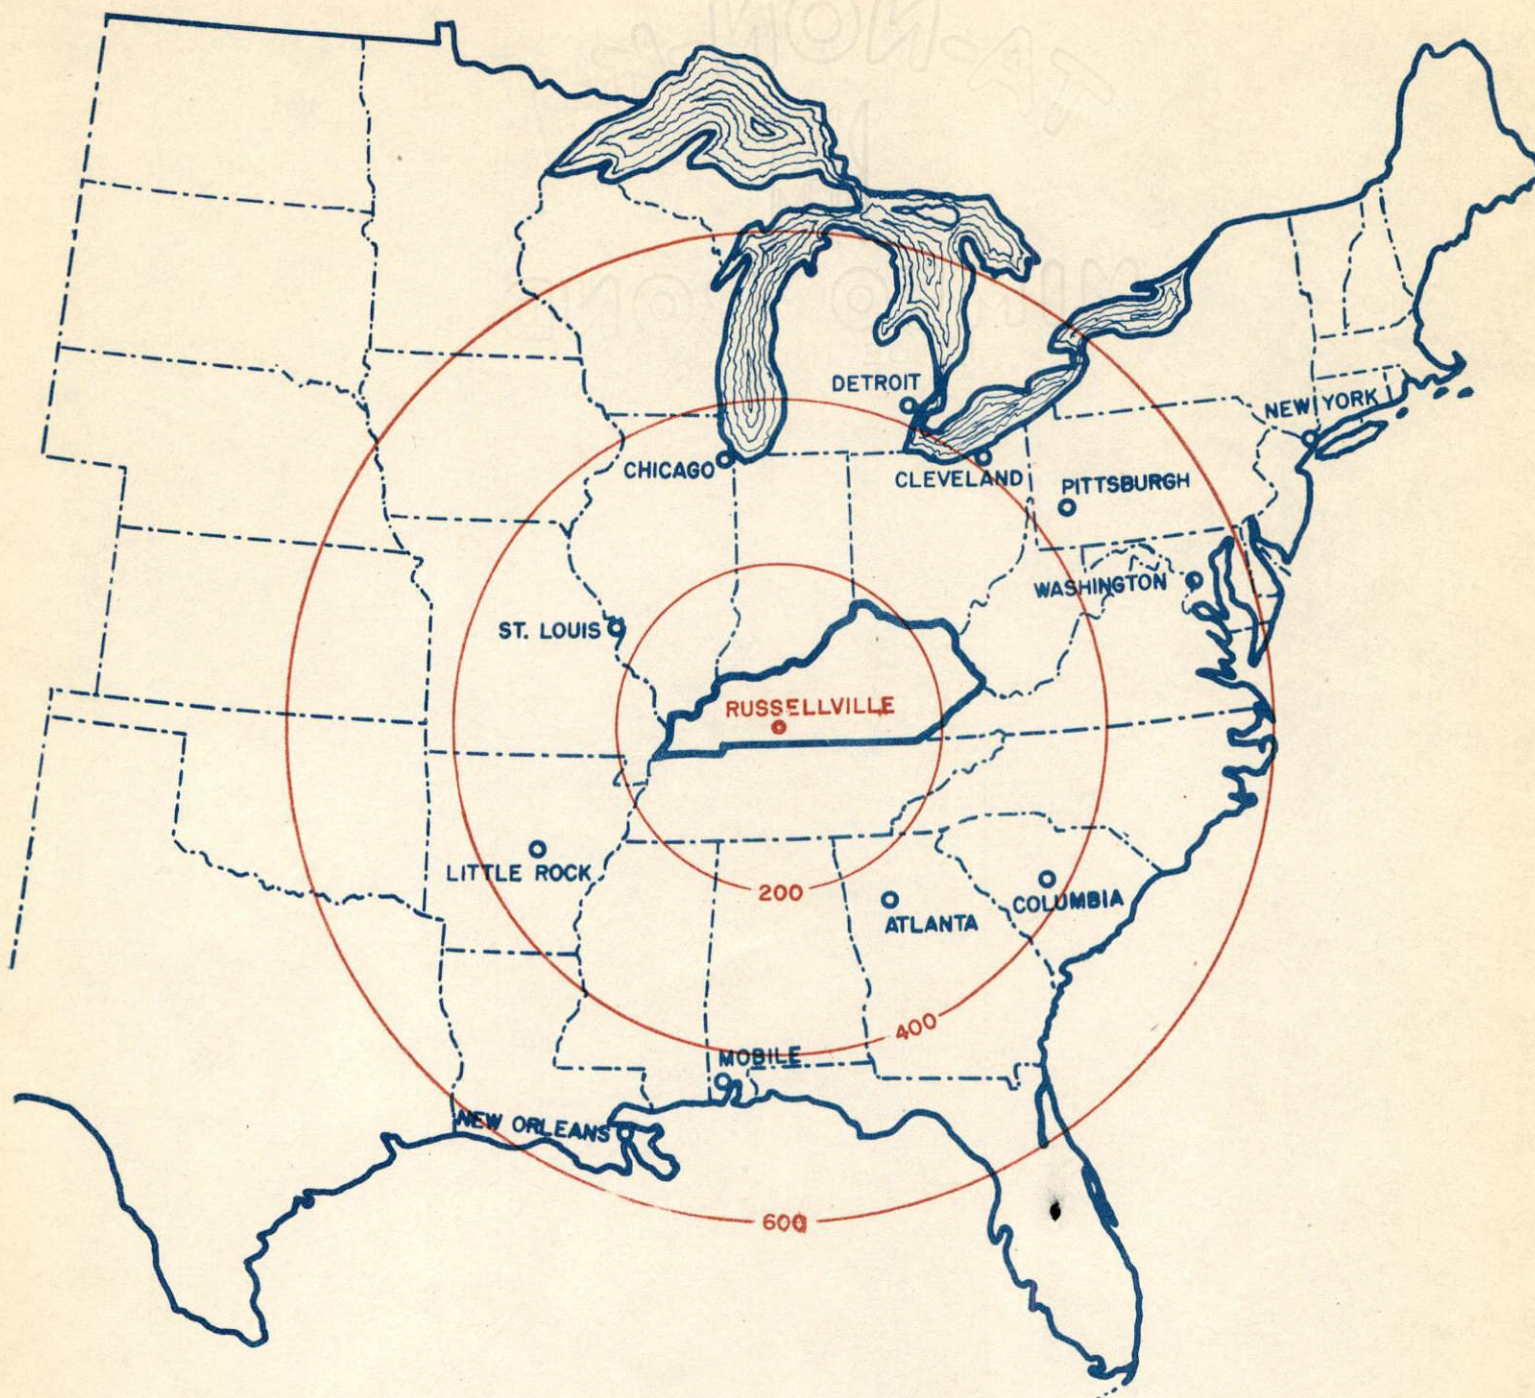 DETROIT
NEW YORK
CHICAGO
CLEVELAND
PITTSBURGH
WASHINGTON
ST. LOUIS
RUSSELLVILLE
LITTLE ROCK
200
COLUMBIA
ATLANTA
400
MOBILE
NEW ORLEANS
600